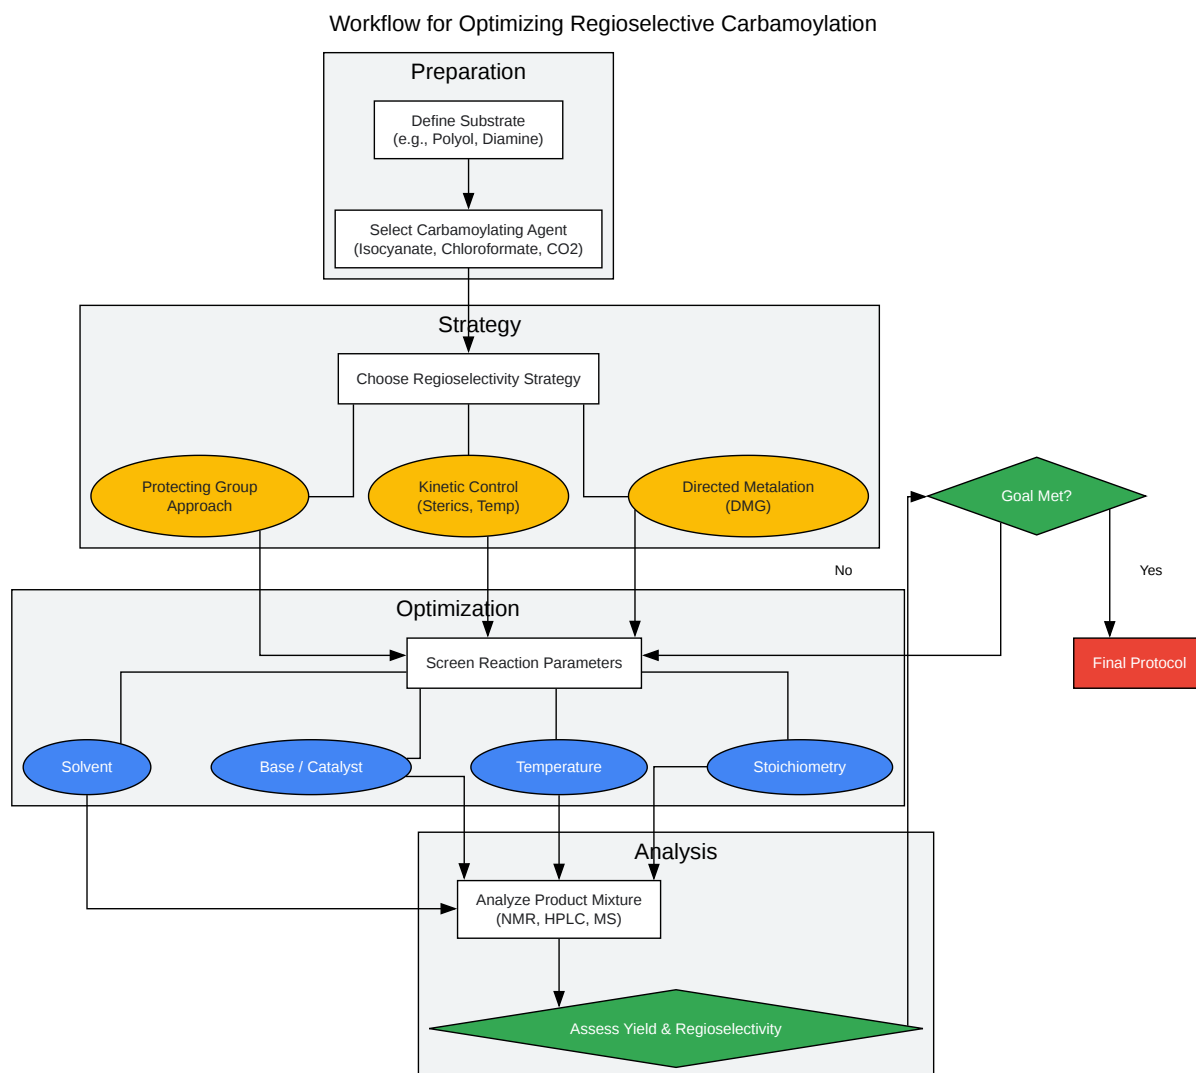 Workflow for Optimizing Regioselective Carbamoylation
Preparation
Define Substrate
(e.g., Polyol, Diamine)
Select Carbamoylating Agent
(Isocyanate, Chloroformate, CO2)
Strategy
Choose Regioselectivity Strategy
Protecting Group
Approach
Kinetic Control
(Sterics, Temp)
Directed Metalation
(DMG)
Goal Met?
No
Yes
Optimization
Screen Reaction Parameters
Final Protocol
Solvent
Base / Catalyst
Temperature
Stoichiometry
Analysis
Analyze Product Mixture
(NMR, HPLC, MS)
Assess Yield & Regioselectivity